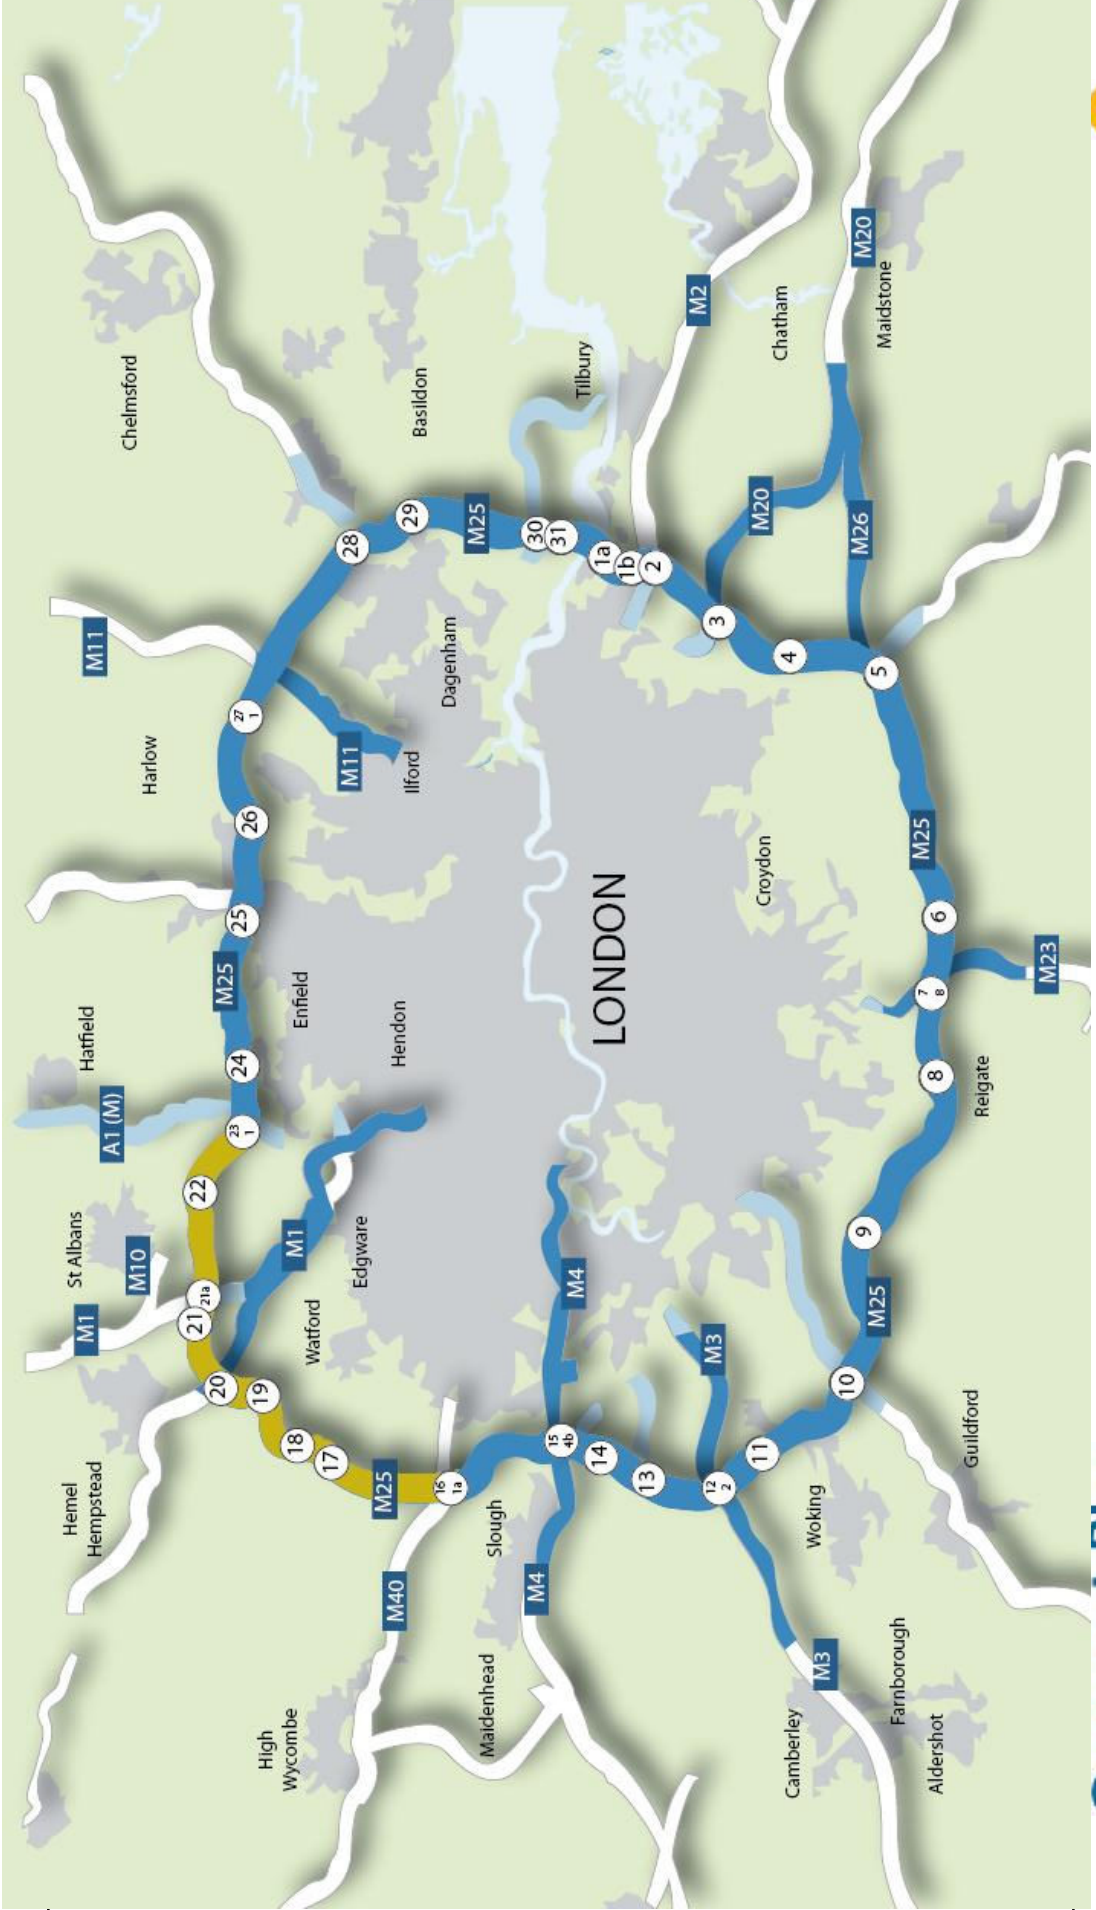 Hemel
Hempstead
M1
St Albans
Hatfield
M11
A1 (M)
M10
Chelmsford
Harlow
21
21a
22
20
M25
23
1
24
25
26
27
1
19
High
Wycombe
18
M1
Enfield
Watford
17
M11
28
Edgware
M25
M40
Hendon
Ilford
29
Basildon
16
1a
Dagenham
M25
Maidenhead
Slough
M4
30
15
4b
31
M4
Tilbury
14
LONDON
1a
1b
13
2
M2
12
2
M3
3
11
Croydon
M20
Chatham
Camberley
Woking
4
M3
10
9
M26
M20
M25
5
Maidstone
Farnborough
Aldershot
M25
7
8
8
6
Guildford
Reigate
M23